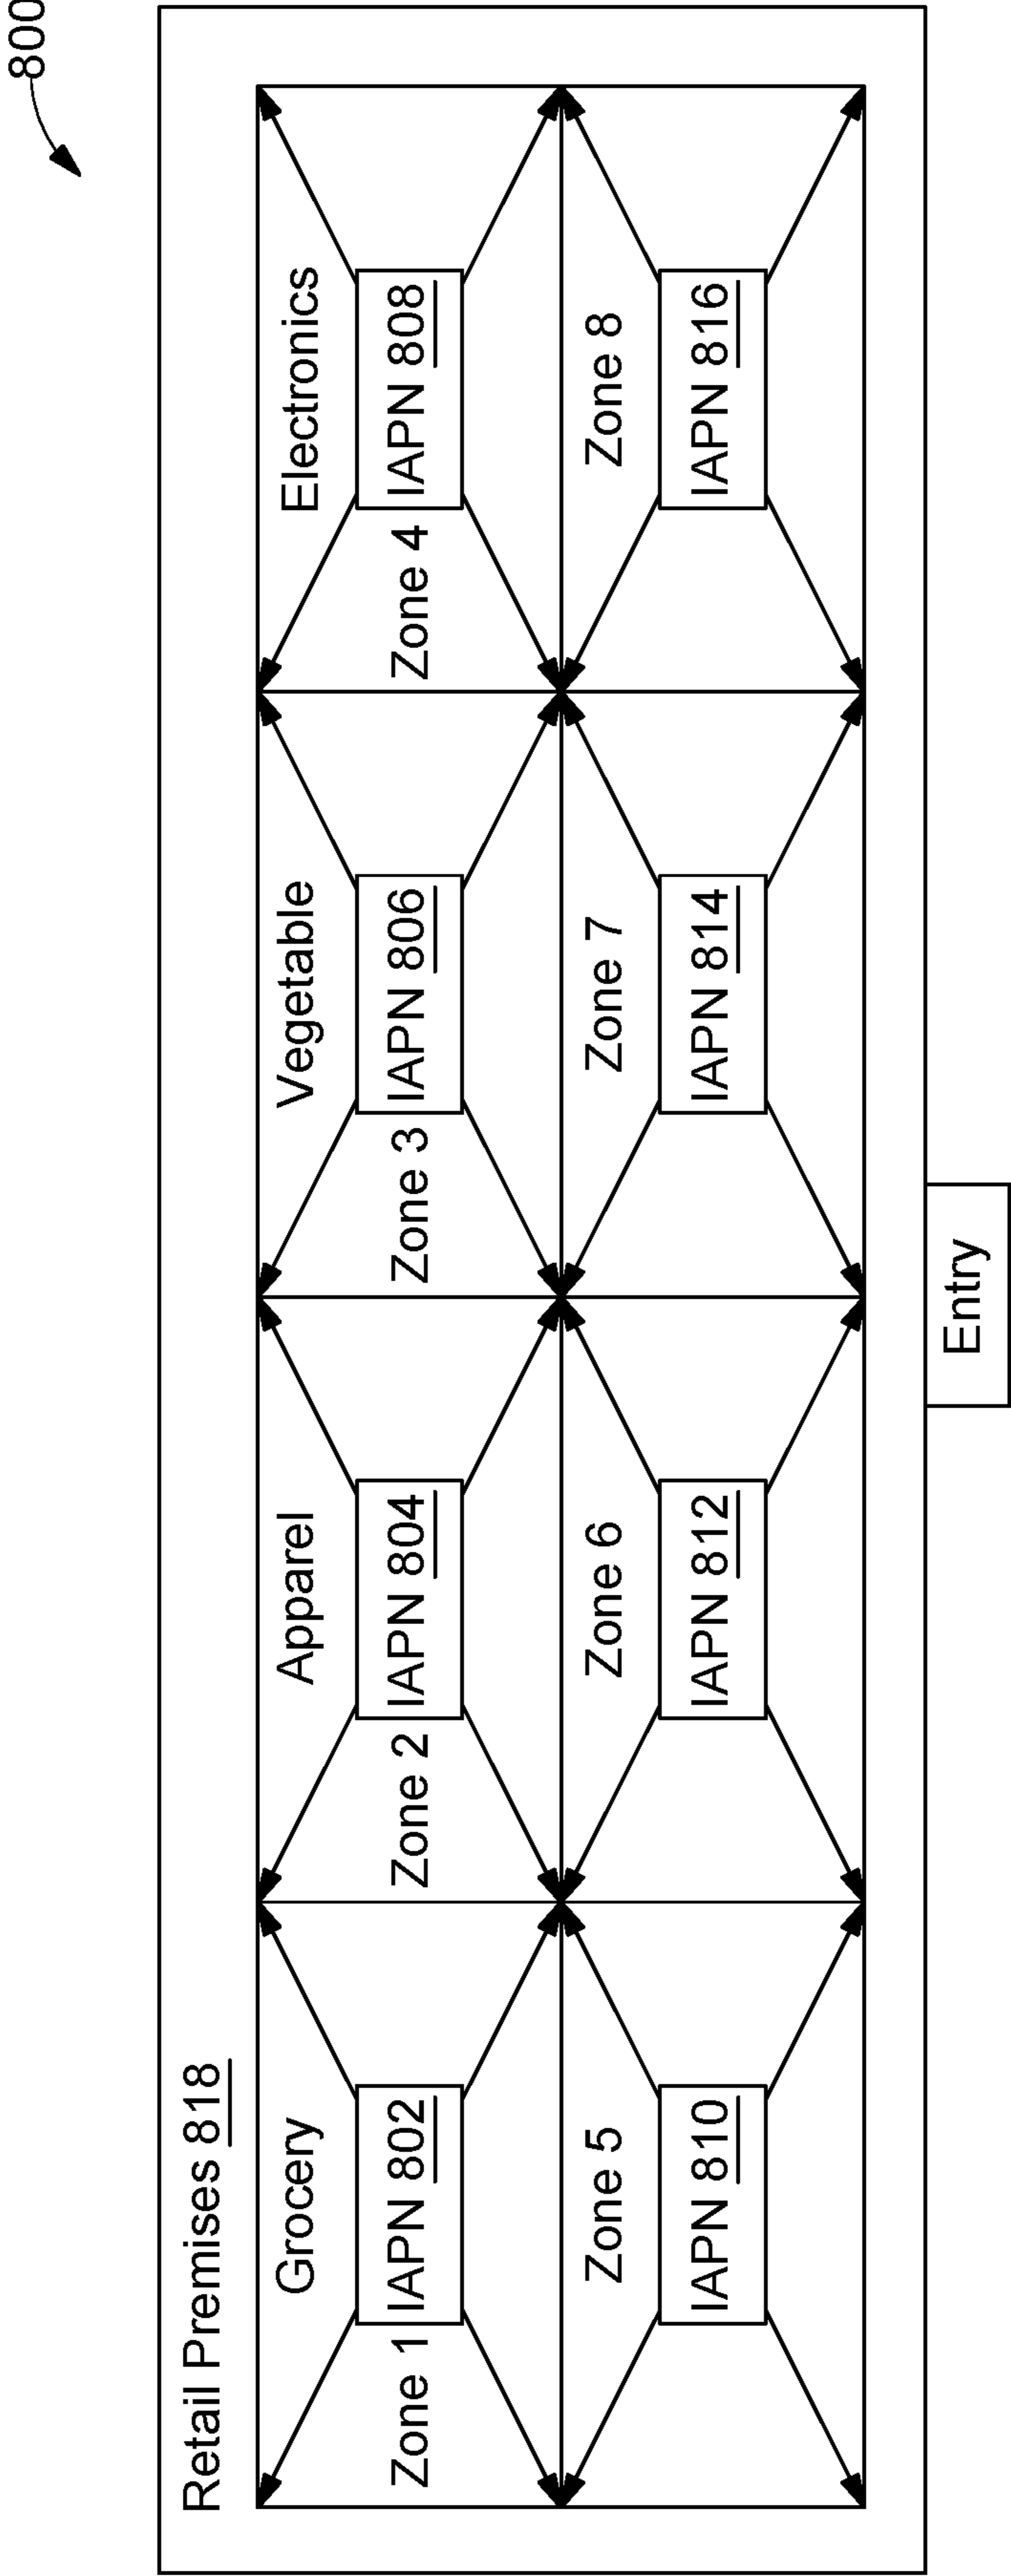 800
Retail Premises 818
Grocery
Apparel
Vegetable
Electronics
Zone 1
IAPN 802
Zone 2
IAPN 804
Zone 3
IAPN 806
Zone 4
IAPN 808
Zone 5
Zone 6
Zone 7
Zone 8
IAPN 810
IAPN 812
IAPN 814
IAPN 816
Entry